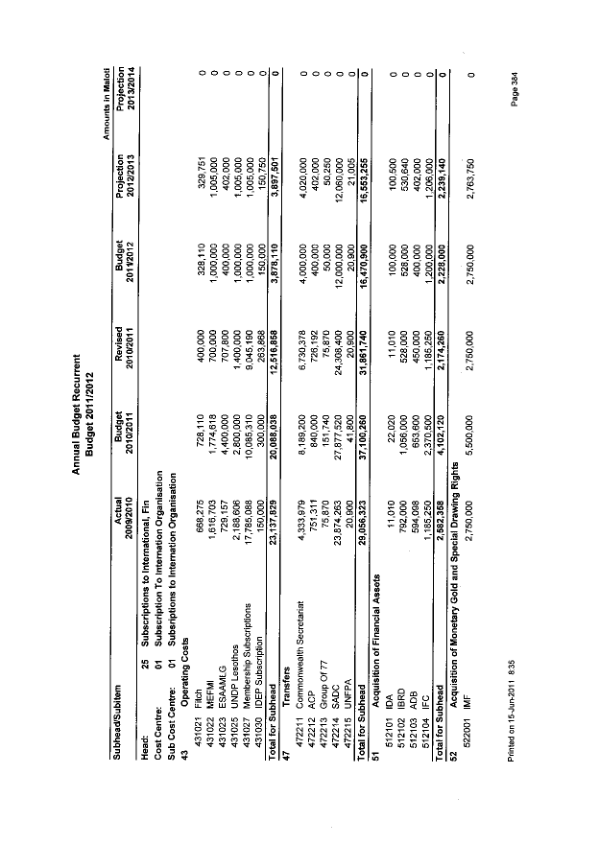 Annual Budget Recurrent
Budget 2011/2012
Amounts in Maloti
Subhead/Subitem Actual 2009/2010 Budget 2010/2011 Revised 2010/2011 Budget 2011/2012 Projection 2012/2013 Projection 2013/2014
Head: 25 Subscriptions to International, Fin
Cost Centre: 01 Subscription To Internation Organisation
Sub Cost Centre: 01 Subsriptions to Internation Organisation
43 Operating Costs
431021 Fitch 668,275 728,110 400,000 328,110 329,751 0
431022 MEFMI 1,616,703 1,774,618 700,000 1,000,000 1,005,000 0
431023 ESAAMLG 729,157 4,400,000 707,800 400,000 402,000 0
431025 UNDP Lesothos 2,188,606 2,800,000 1,400,000 1,000,000 1,005,000 0
431027 Membership Subscriptions 17,785,088 10,085,310 9,045,190 1,000,000 1,005,000 0
431030 IDEP Subscription 150,000 300,000 263,868 150,000 150,750 0
Total for Subhead 23,137,829 20,088,038 12,516,858 3,878,110 3,897,501 0
47 Transfers
472211 Commonwealth Secretariat 4,333,979 8,189,200 6,730,378 4,000,000 4,020,000 0
472212 ACP 751,311 840,000 726,192 400,000 402,000 0
472213 Group Of 77 75,870 151,740 75,870 50,000 50,250 0
472214 SADC 23,874,263 27,877,520 24,308,400 12,000,000 12,060,000 0
472215 UNFPA 20,900 41,800 20,900 20,900 21,005 0
Total for Subhead 29,056,323 37,100,260 31,861,740 16,470,900 16,553,255 0
51 Acquisition of Financial Assets
512101 IDA 11,010 22,020 11,010 100,000 100,500 0
512102 IBRD 792,000 1,056,000 528,000 528,000 530,640 0
512103 ADB 594,098 653,600 450,000 400,000 402,000 0
512104 IFC 1,185,250 2,370,500 1,185,250 1,200,000 1,206,000 0
Total for Subhead 2,582,358 4,102,120 2,174,260 2,228,000 2,239,140 0
52 Acquisition of Monetary Gold and Special Drawing Rights
522001 IMF 2,750,000 5,500,000 2,750,000 2,750,000 2,763,750 0
Printed on 15-Jun-2011 8:35
Page 384